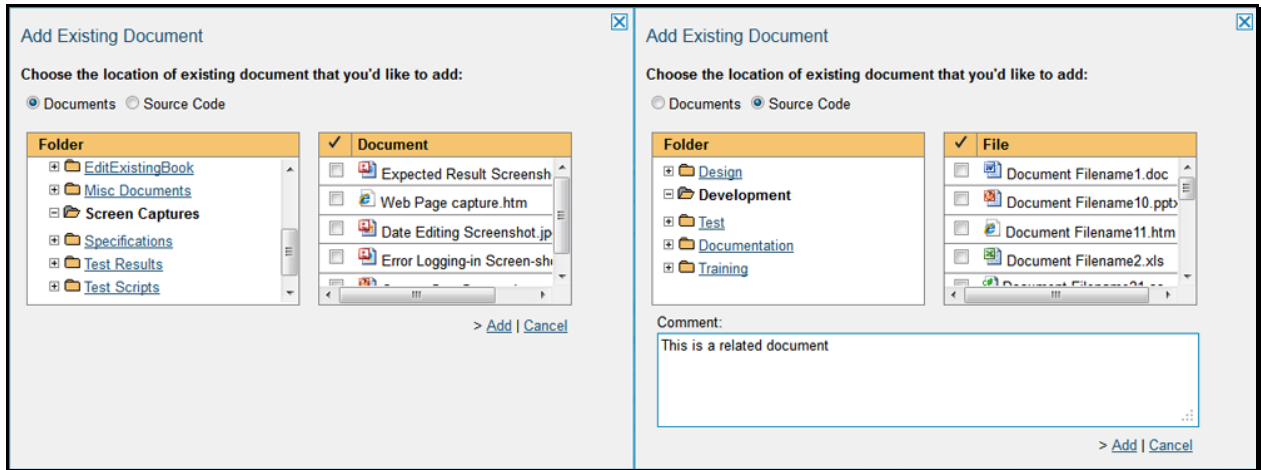 Add Existing Document
Choose the location of existing document that you'd like to add:
Documents Source Code
Folder
EditExistingBook
Misc Documents
Screen Captures
Specifications
Test Results
Test Scripts
✓ Document
Expected Result Screensh
Web Page capture.htm
Date Editing Screenshot.jp
Error Logging-in Screen-sh
> Add | Cancel
Add Existing Document
Choose the location of existing document that you'd like to add:
Documents Source Code
Folder
Design
Development
Test
Documentation
Training
✓ File
Document Filename1.doc
Document Filename10.pptx
Document Filename11.htm
Document Filename2.xls
Comment:
This is a related document
> Add | Cancel